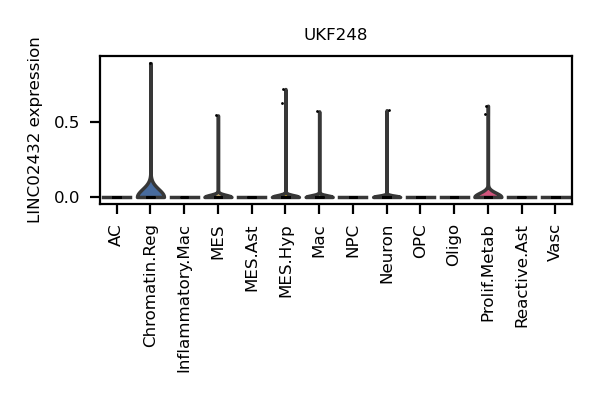 UKF248
LINC02432 expression
0.5
0.0
AC
Chromatin.Reg
Inflammatory.Mac
MES
MES.Ast
MES.Hyp
Mac
NPC
Neuron
OPC
Oligo
Prolif.Metab
Reactive.Ast
Vasc